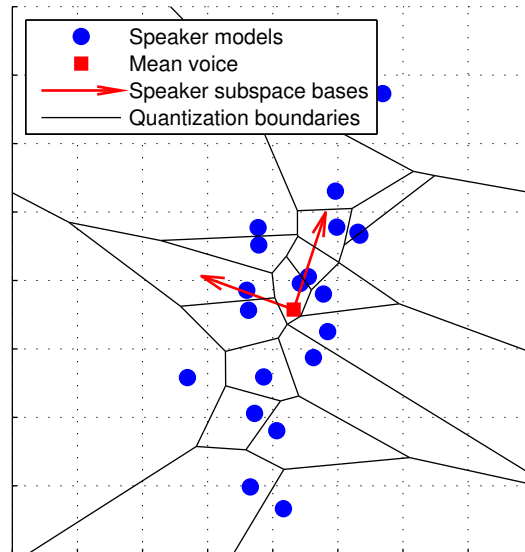 Speaker models
Mean voice
Speaker subspace bases
Quantization boundaries